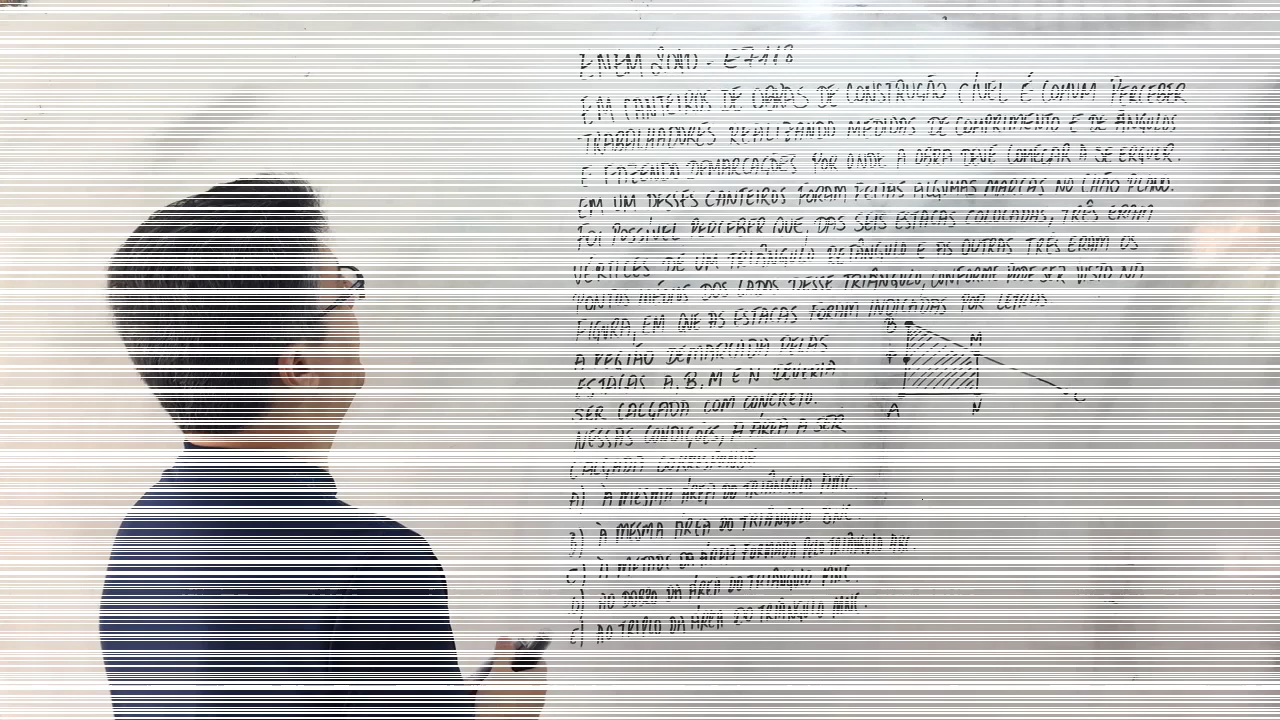 ENEM 2010 - E7H8
EM CANTEIROS DE OBRAS DE CONSTRUÇÃO CÍVEL É COMUM PERCEBER
TRABALHADORES REALIZANDO MEDIDAS DE COMPRIMENTO E DE ÂNGULOS
E FAZENDO DEMARCAÇÕES POR ONDE A OBRA DEVE COMEÇAR A SE ERGUER.
EM UM DESSES CANTEIROS FORAM FEITAS ALGUMAS MARCAS NO CHÃO PLANO.
FOI POSSÍVEL PERCEBER QUE, DAS SEIS ESTACAS COLOCADAS, TRÊS ERAM
VÉRTICES DE UM TRIÂNGULO RETÂNGULO E AS OUTRAS TRÊS ERAM OS
PONTOS MÉDIOS DOS LADOS DESSE TRIÂNGULO, CONFORME PODE SER VISTO NA
FIGURA, EM QUE AS ESTACAS FORAM INDICADAS POR LETRAS.
A REGIÃO DEMARCADA PELAS
ESTACAS A, B, M E N DEVERIA
SER CALÇADA COM CONCRETO.
NESSAS CONDIÇÕES, A ÁREA A SER
CALÇADA CORRESPONDE
A) À MESMA ÁREA DO TRIÂNGULO AMC.
B) À MESMA ÁREA DO TRIÂNGULO BNC.
C) À METADE DA ÁREA FORMADA PELO TRIÂNGULO ABC.
D) AO DOBRO DA ÁREA DO TRIÂNGULO MNC.
E) AO TRIPLO DA ÁREA DO TRIÂNGULO MNC.
B
M
P
A
N
C